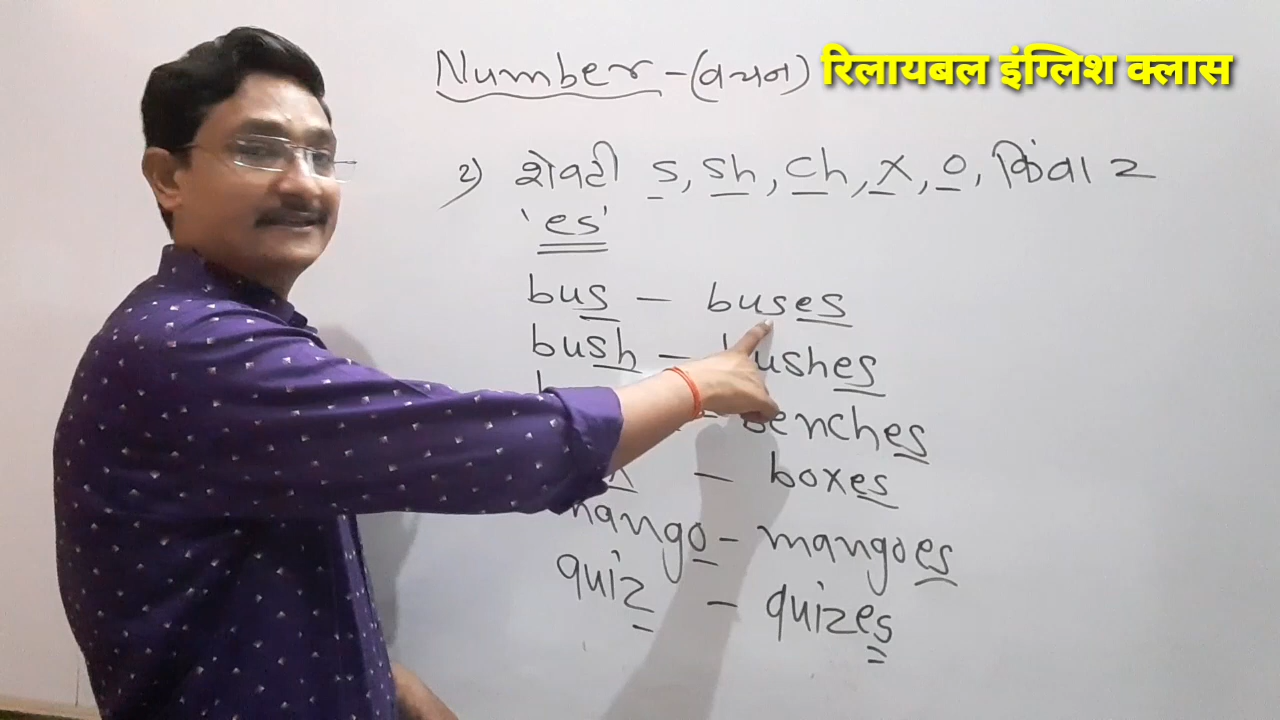 Number - (वचन) रिलायबल इंग्लिश क्लास
२) शेवटी s, sh, ch, x, o, किंवा z
'es'
bus - buses
bush - bushes
- benches
- boxes
mango - mangoes
quiz - quizes